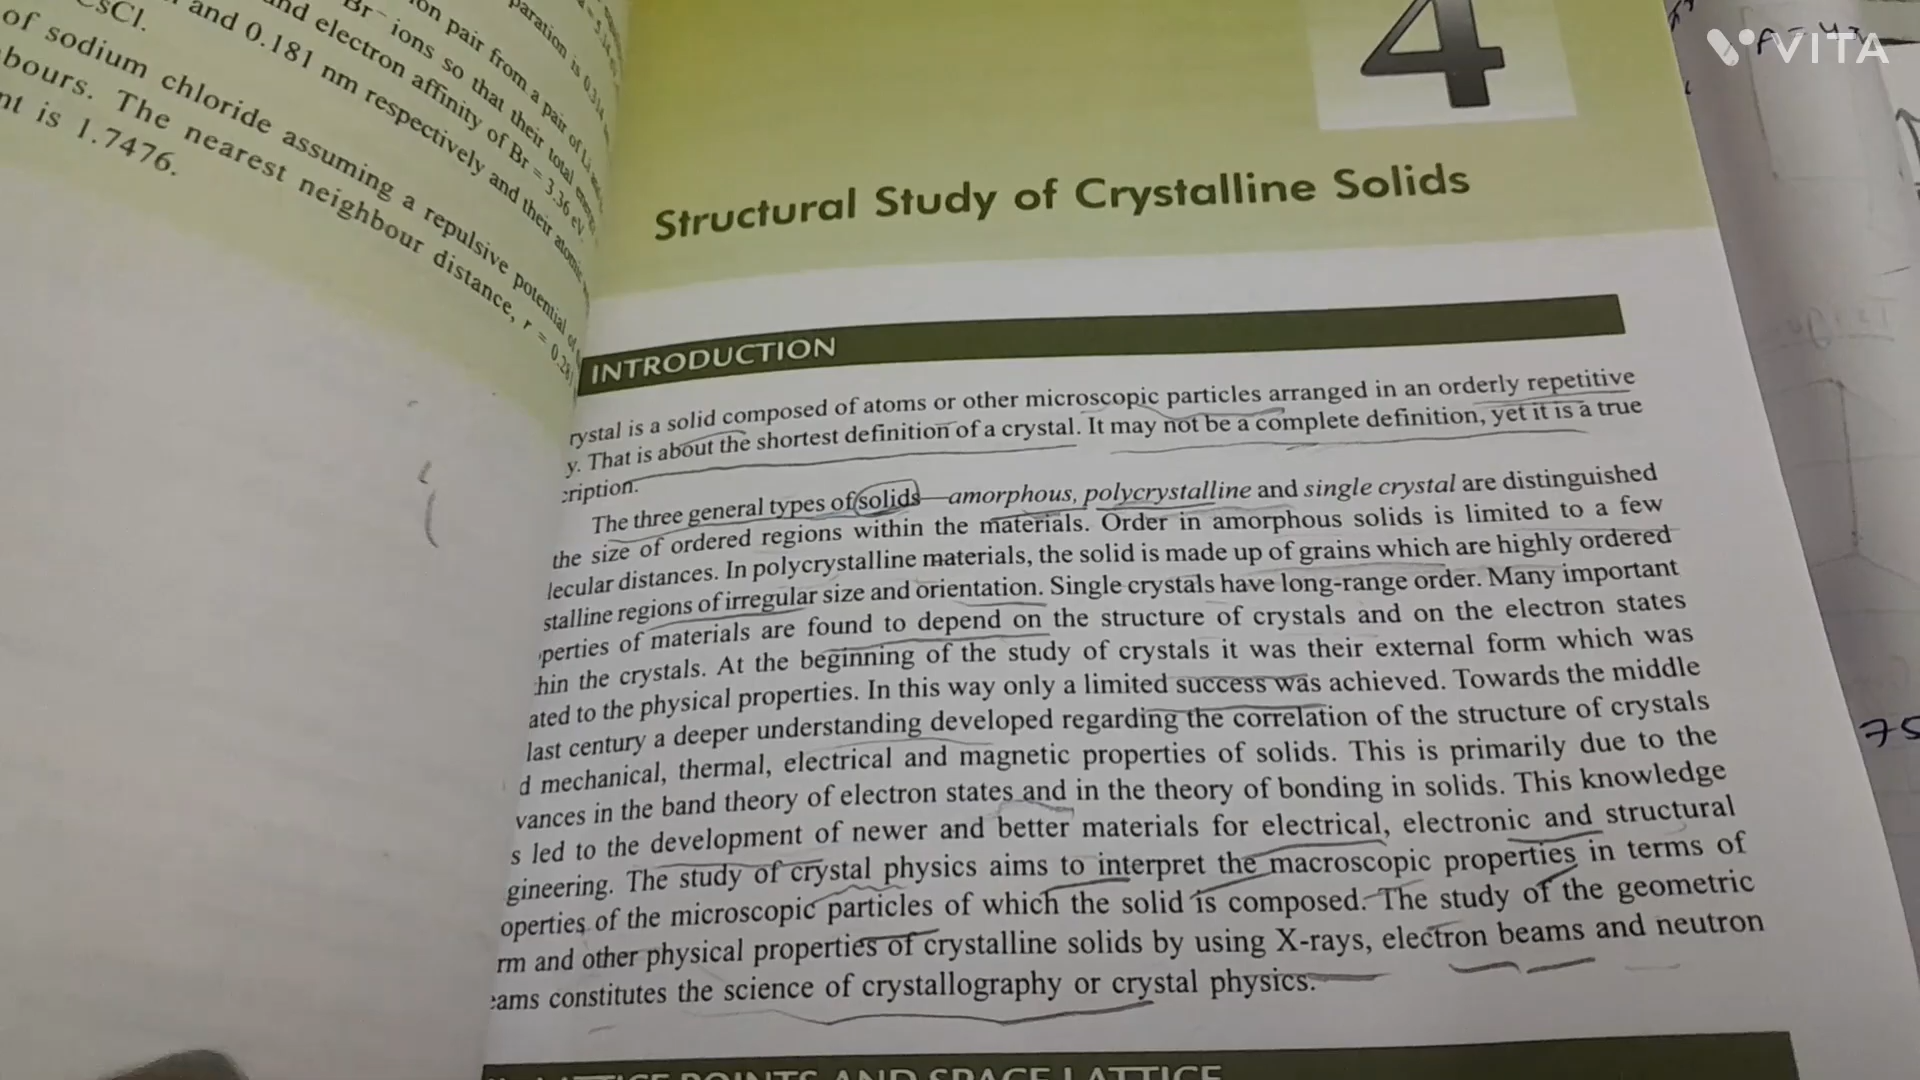 CsCl.
and 0.181 nm respectively and their atomic
of sodium chloride assuming a repulsive potential of
bours. The nearest neighbour distance, r = 0.281
nt is 1.7476.
ion pair from a pair of Li and
Br⁻ ions so that their total energy
nd electron affinity of Br = 3.36 eV.
paration is 0.314
4
VITA
Structural Study of Crystalline Solids
INTRODUCTION
rystal is a solid composed of atoms or other microscopic particles arranged in an orderly repetitive
y. That is about the shortest definition of a crystal. It may not be a complete definition, yet it is a true
cription.
The three general types of solids—amorphous, polycrystalline and single crystal are distinguished
the size of ordered regions within the materials. Order in amorphous solids is limited to a few
lecular distances. In polycrystalline materials, the solid is made up of grains which are highly ordered
stalline regions of irregular size and orientation. Single crystals have long-range order. Many important
perties of materials are found to depend on the structure of crystals and on the electron states
hin the crystals. At the beginning of the study of crystals it was their external form which was
ated to the physical properties. In this way only a limited success was achieved. Towards the middle
last century a deeper understanding developed regarding the correlation of the structure of crystals
d mechanical, thermal, electrical and magnetic properties of solids. This is primarily due to the
vances in the band theory of electron states and in the theory of bonding in solids. This knowledge
s led to the development of newer and better materials for electrical, electronic and structural
gineering. The study of crystal physics aims to interpret the macroscopic properties in terms of
operties of the microscopic particles of which the solid is composed. The study of the geometric
rm and other physical properties of crystalline solids by using X-rays, electron beams and neutron
eams constitutes the science of crystallography or crystal physics.
LATTICE POINTS AND SPACE LATTICE
75